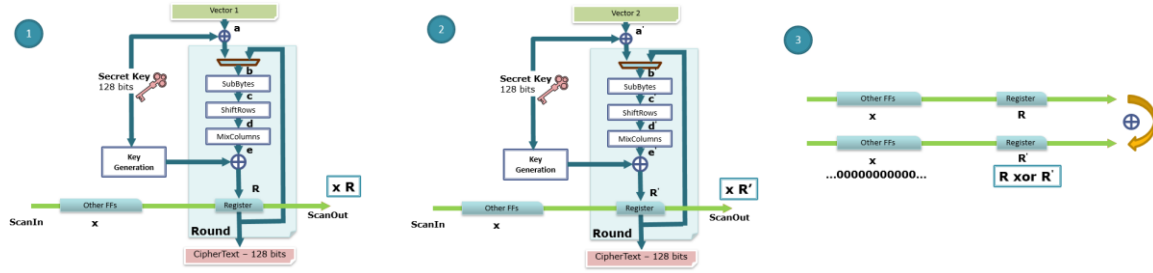 1
Vector 1
a
Secret Key
128 bits
b
SubBytes
c
ShiftRows
d
MixColumns
e
Key
Generation
R
x R
ScanIn
Other FFs
Register
ScanOut
x
Round
CipherText – 128 bits
2
Vector 2
a'
Secret Key
128 bits
b
SubBytes
c'
ShiftRows
d'
MixColumns
e'
Key
Generation
R'
x R'
ScanIn
Other FFs
Register
ScanOut
x
Round
CipherText – 128 bits
3
Other FFs
Register
x
R
Other FFs
Register
x
R'
...00000000000...
R xor R'